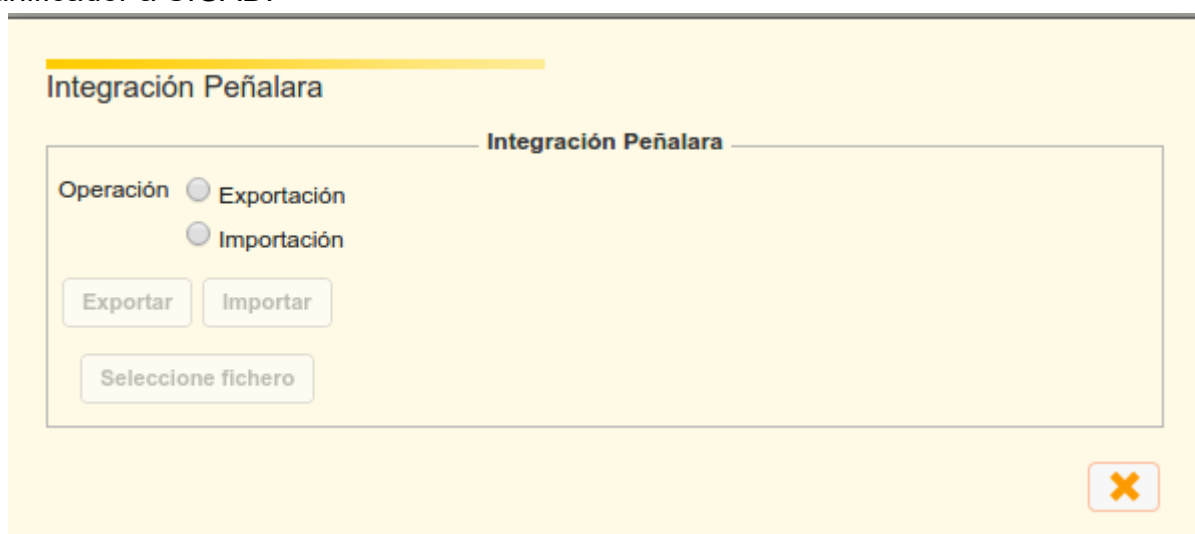 Integración Peñalara
Integración Peñalara
Operación Exportación
Importación
Exportar Importar
Seleccione fichero